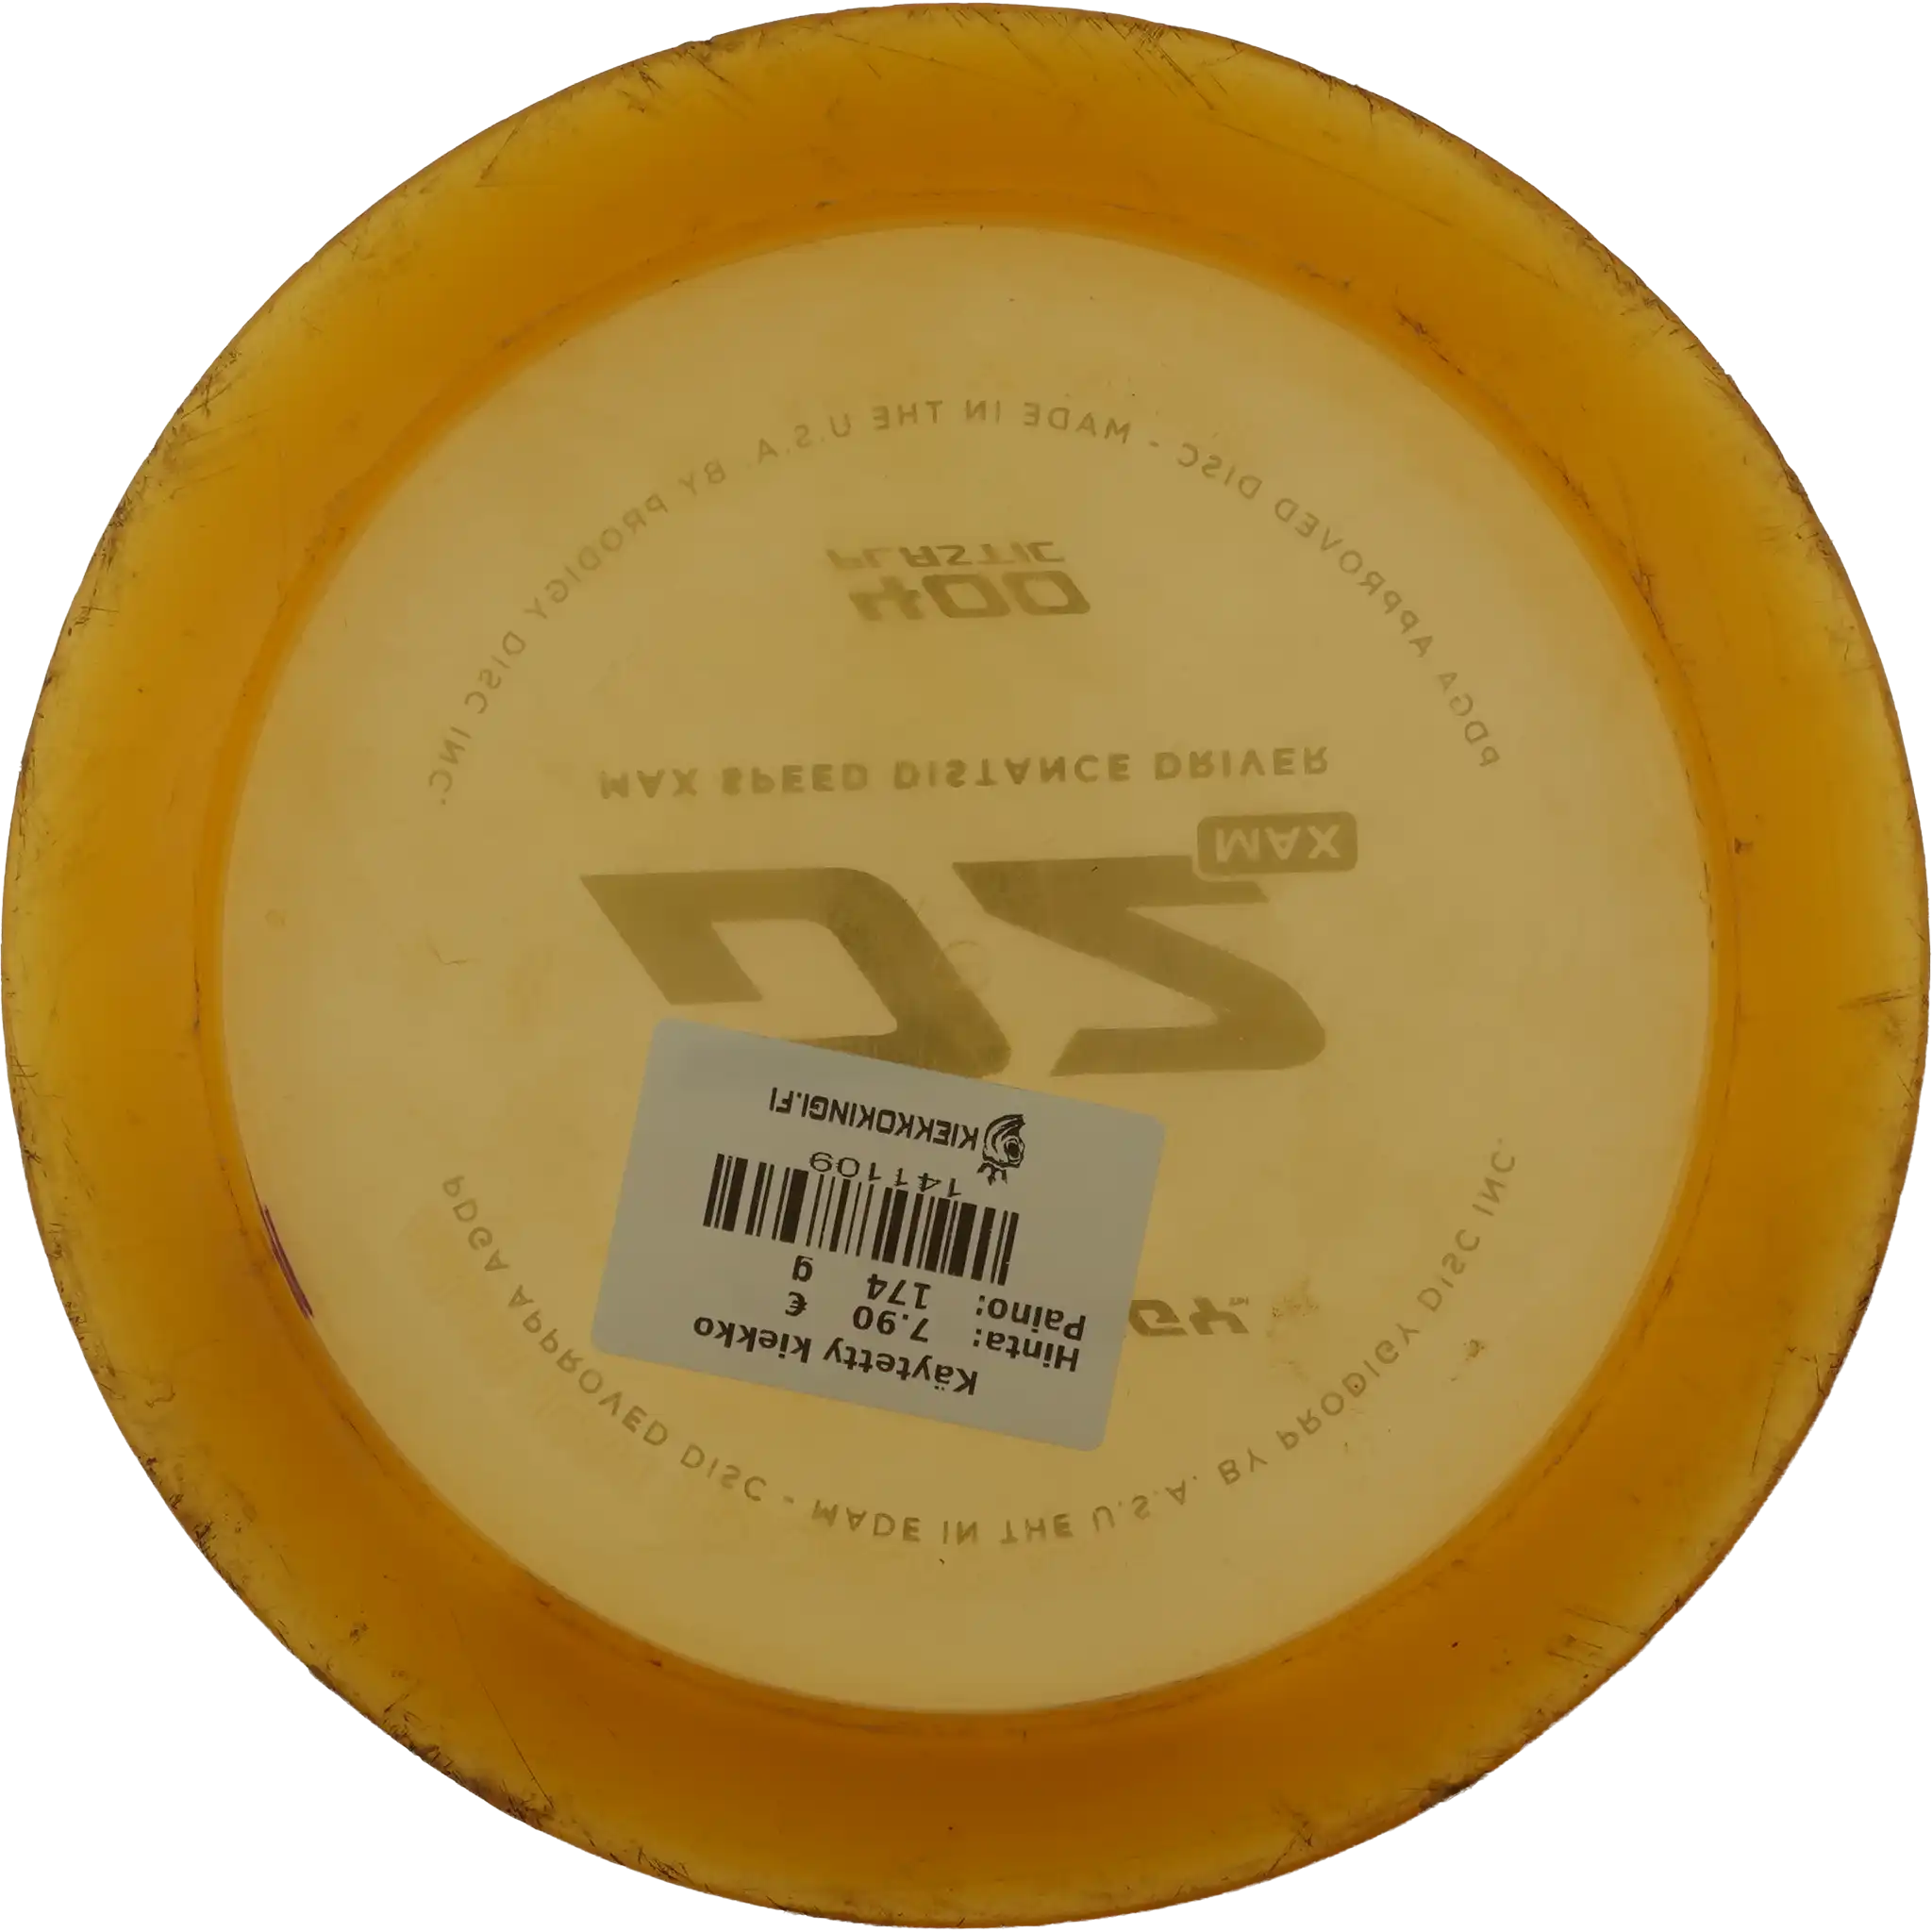 PDGA APPROVED DISC - MADE IN THE U.S.A. BY PRODIGY DISC INC.
Käytetty kiekko
Hinta: 7.90 €
Paino: 174 g
141109
KIEKKOKINGI.FI
GY™
D2 MAX
MAX SPEED DISTANCE DRIVER
400
PLASTIC
PDGA APPROVED DISC - MADE IN THE U.S.A. BY PRODIGY DISC INC.